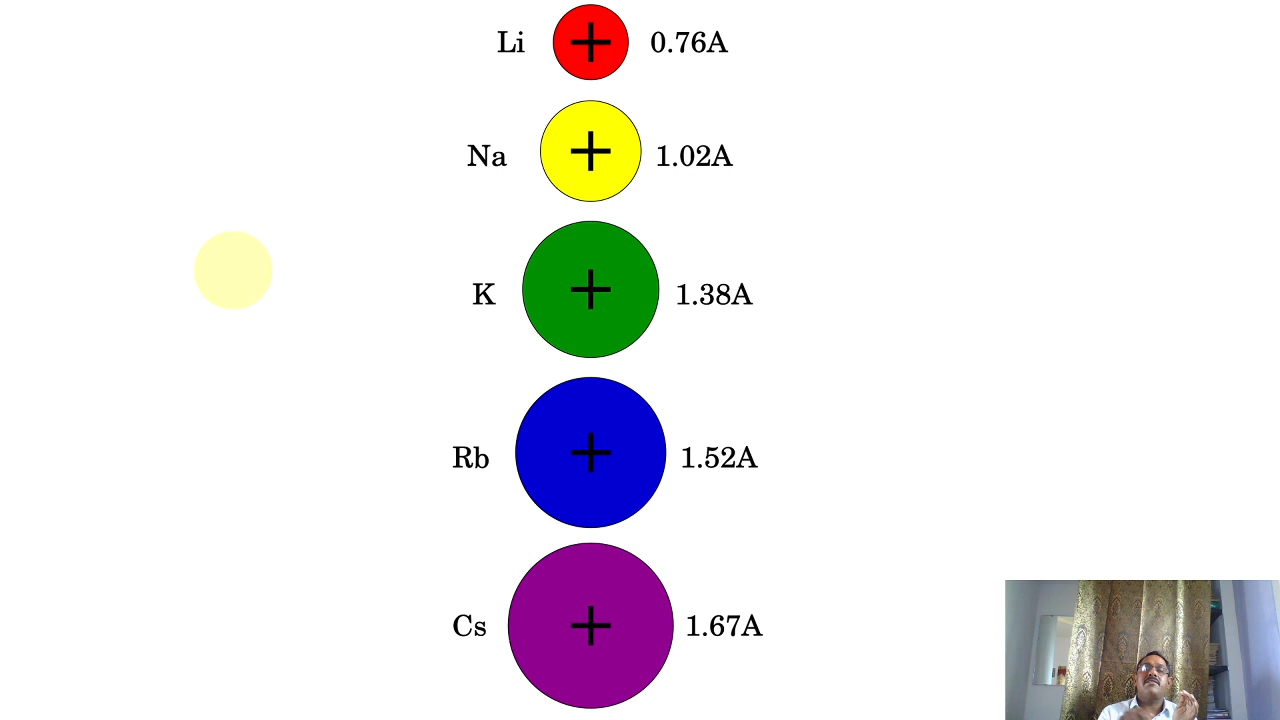 Li + 0.76A
Na + 1.02A
K + 1.38A
Rb + 1.52A
Cs + 1.67A